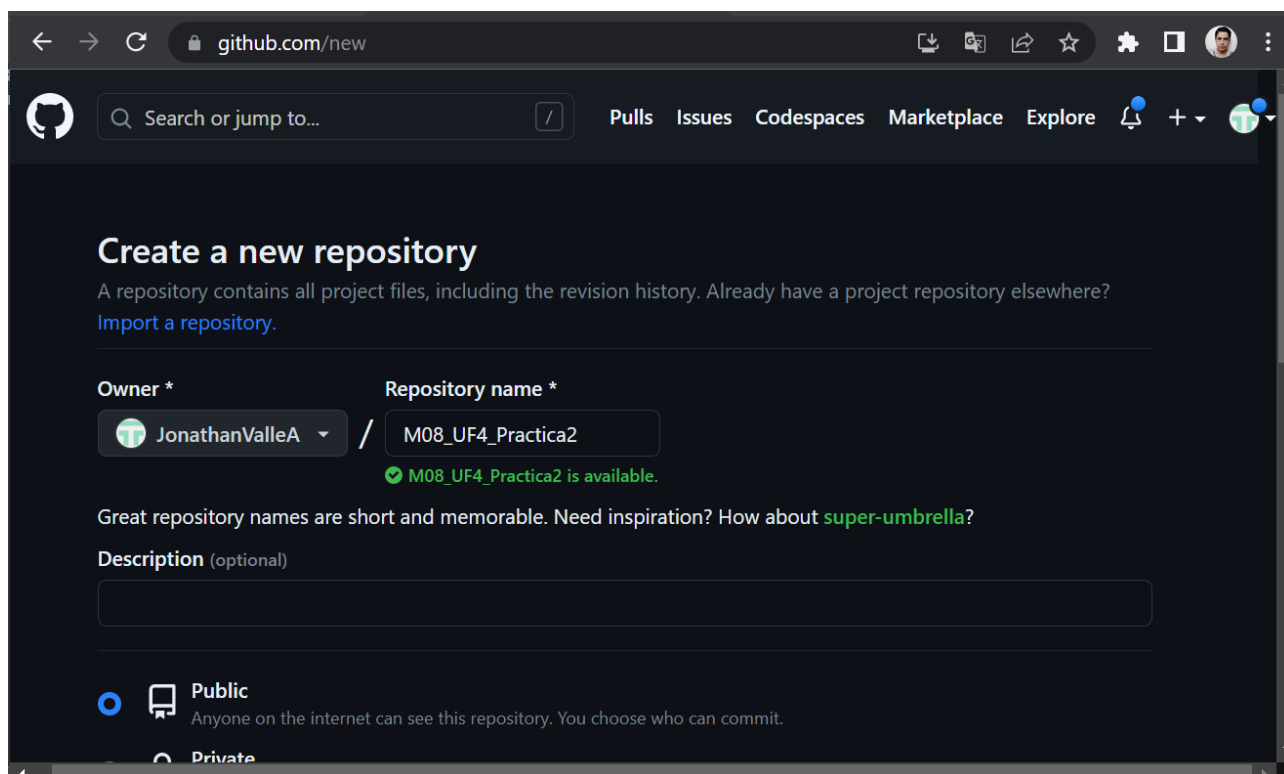 github.com/new
Search or jump to...
/
Pulls Issues Codespaces Marketplace Explore
Create a new repository
A repository contains all project files, including the revision history. Already have a project repository elsewhere?
Import a repository.
Owner *
Repository name *
JonathanValleA / M08_UF4_Practica2
M08_UF4_Practica2 is available.
Great repository names are short and memorable. Need inspiration? How about super-umbrella?
Description (optional)
Public
Anyone on the internet can see this repository. You choose who can commit.
Private